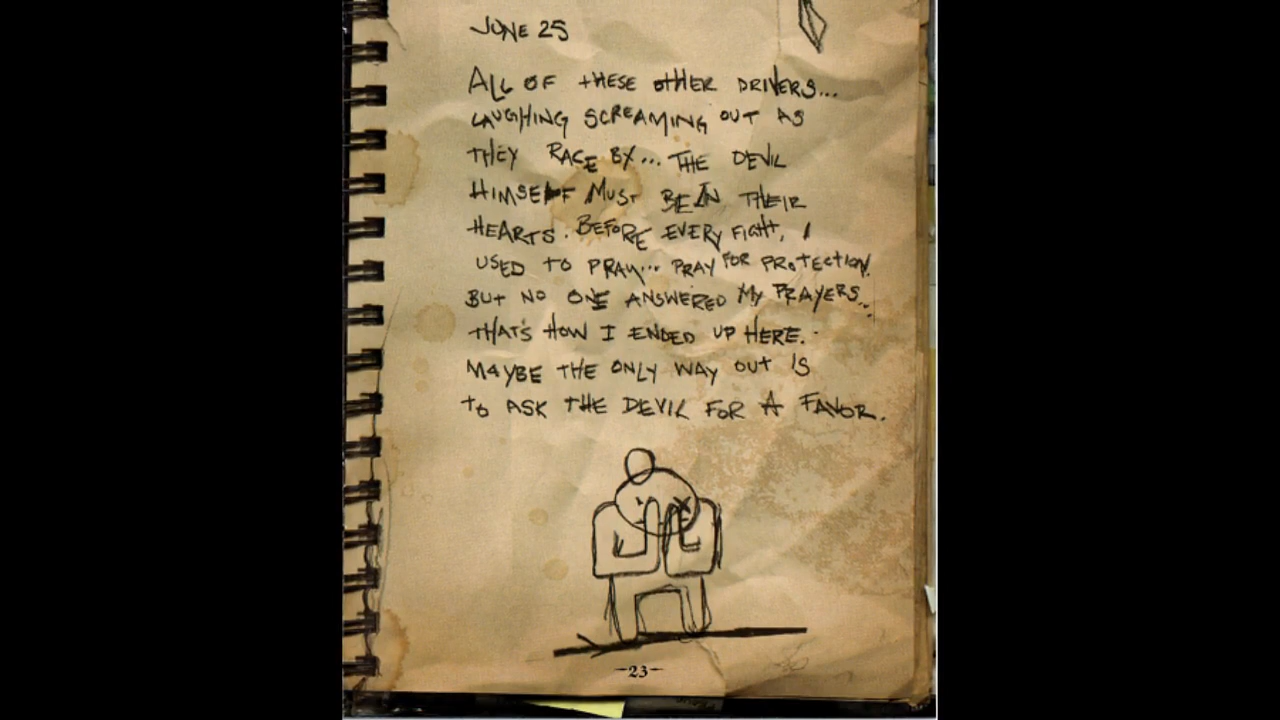 JUNE 25
ALL OF THESE OTHER DRIVERS...
LAUGHING SCREAMING OUT AS
THEY RACE BY... THE DEVIL
HIMSELF MUST BE IN THEIR
HEARTS. BEFORE EVERY FIGHT, I
USED TO PRAY... PRAY FOR PROTECTION.
BUT NO ONE ANSWERED MY PRAYERS...
THAT'S HOW I ENDED UP HERE.
MAYBE THE ONLY WAY OUT IS
TO ASK THE DEVIL FOR A FAVOR.
-23-